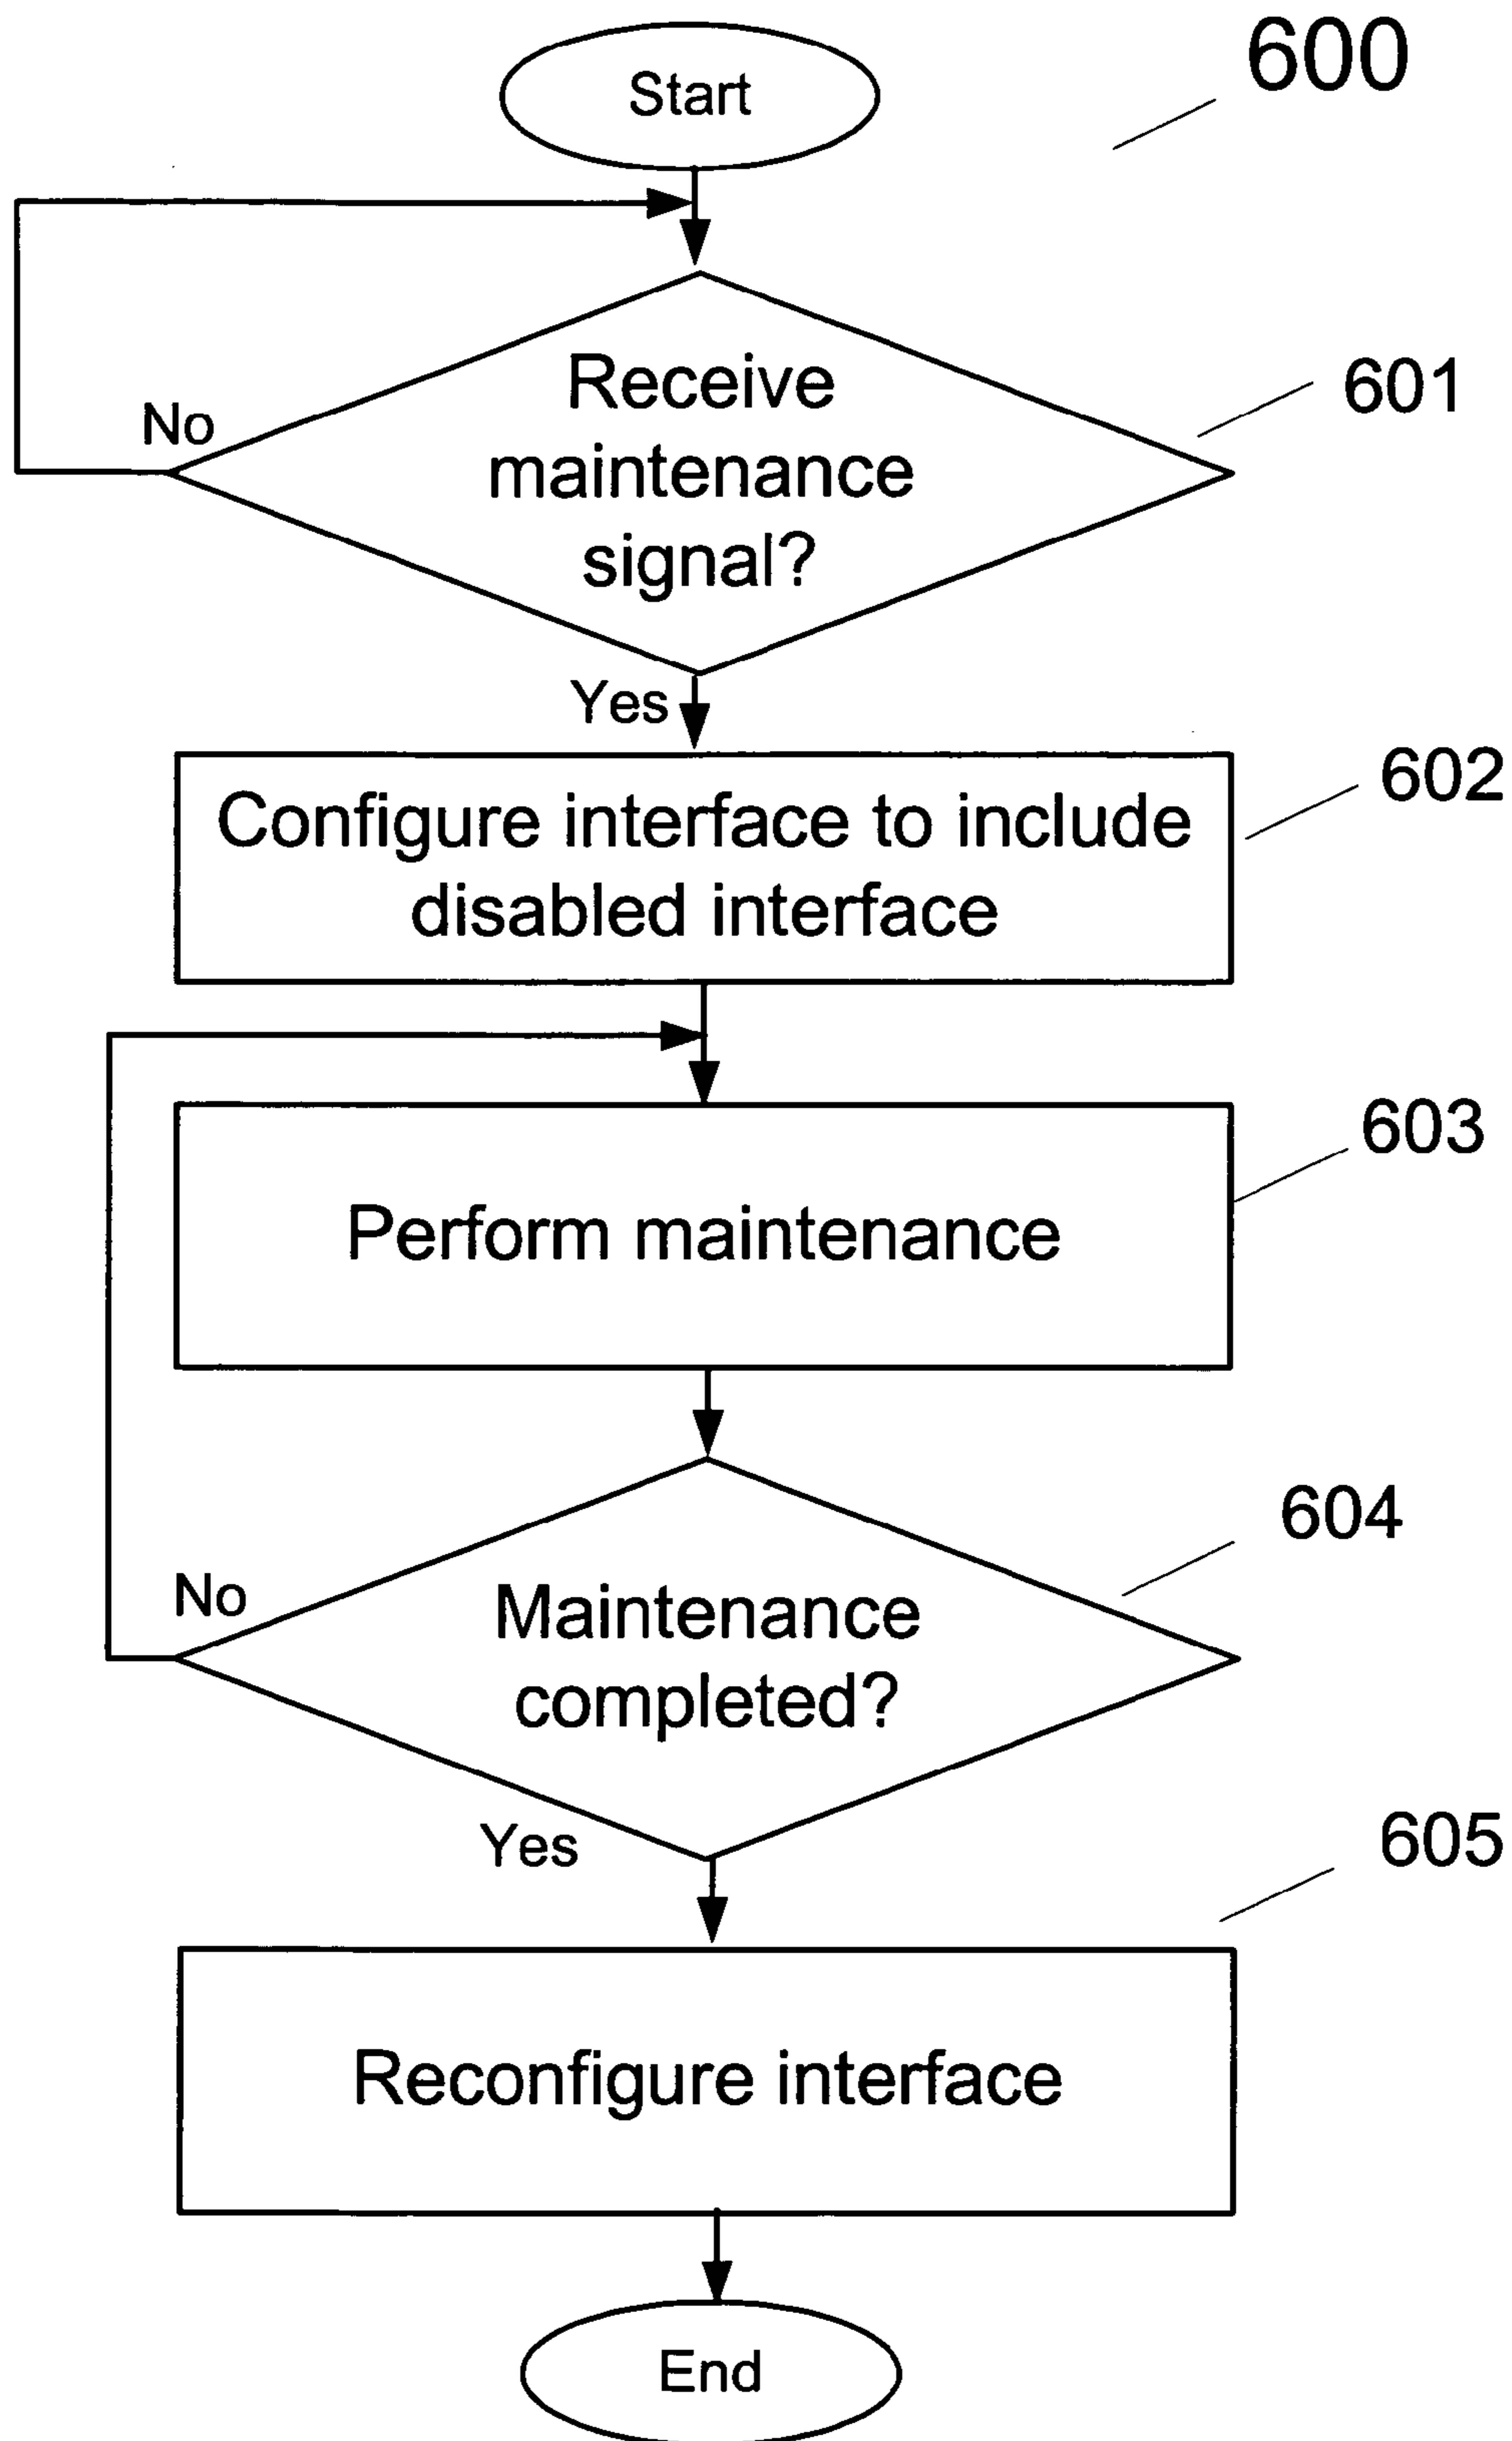 Start
600
Receive
maintenance
signal?
601
No
Yes
Configure interface to include
disabled interface
602
Perform maintenance
603
Maintenance
completed?
604
No
Yes
605
Reconfigure interface
End